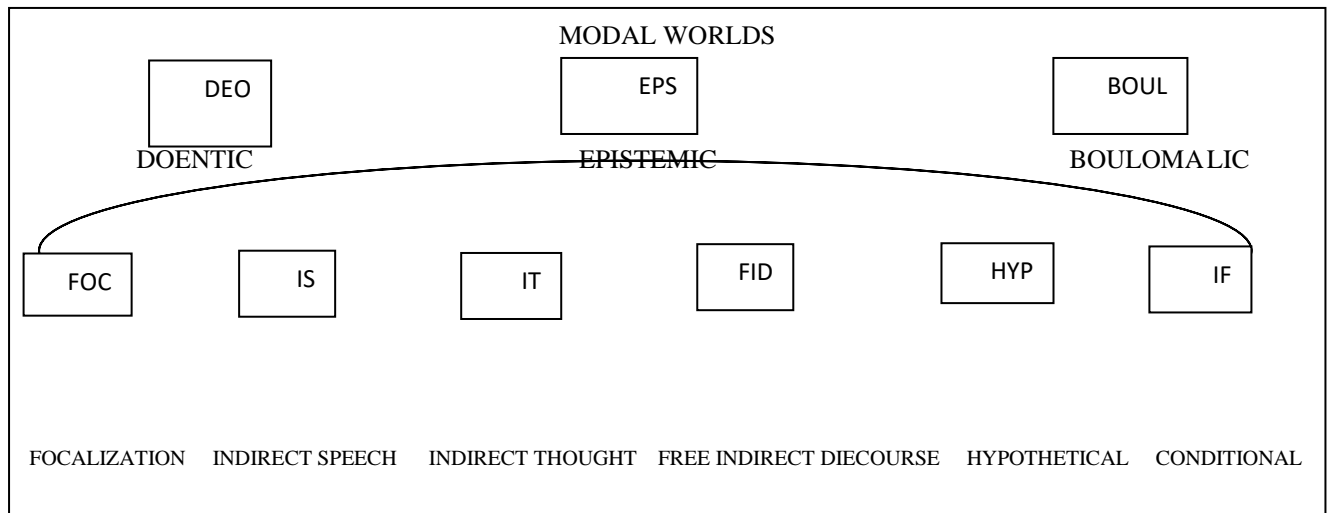 MODAL WORLDS
DEO EPS BOUL
DOENTIC EPISTEMIC BOULOMALIC
FOC IS IT FID HYP IF
FOCALIZATION INDIRECT SPEECH INDIRECT THOUGHT FREE INDIRECT DIECOURSE HYPOTHETICAL CONDITIONAL